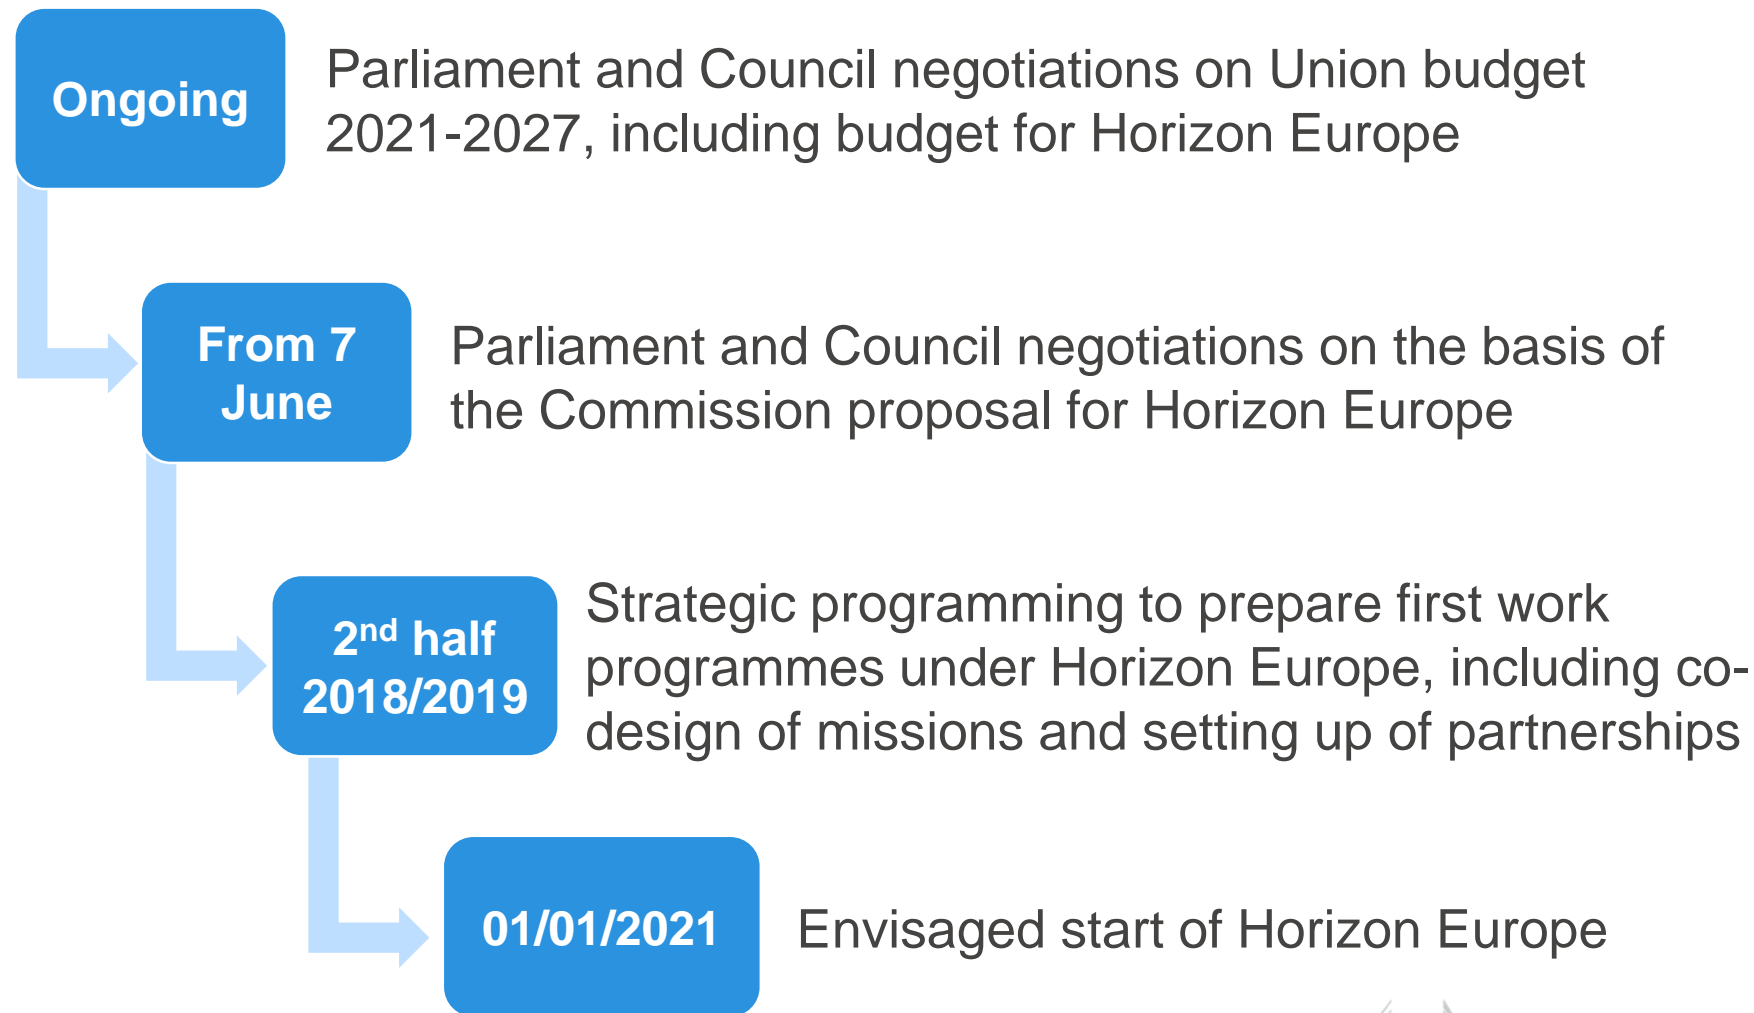 Ongoing
Parliament and Council negotiations on Union budget
2021-2027, including budget for Horizon Europe
From 7
June
Parliament and Council negotiations on the basis of
the Commission proposal for Horizon Europe
2nd half
2018/2019
Strategic programming to prepare first work
programmes under Horizon Europe, including co-
design of missions and setting up of partnerships
01/01/2021
Envisaged start of Horizon Europe